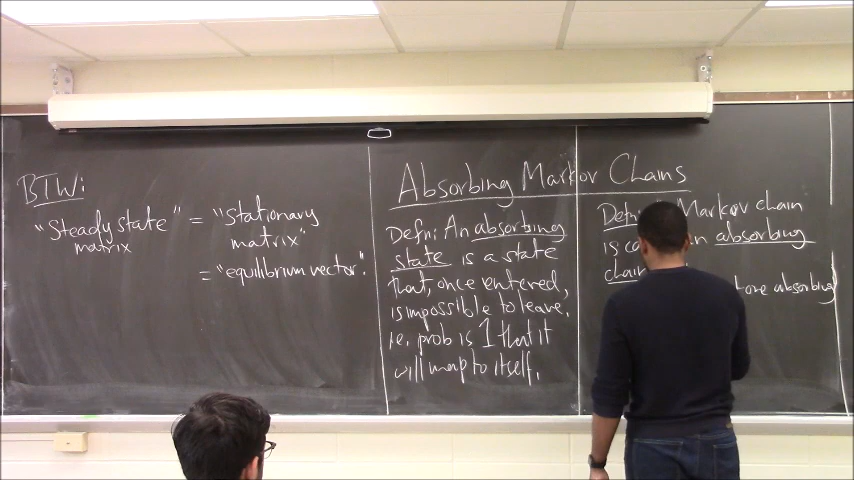 BTW:
"Steady state" = "stationary
matrix matrix"
= "equilibrium vector".
Absorbing Markov Chains
Defn: An absorbing
state is a state
that, once entered,
is impossible to leave,
i.e. prob is 1 that it
will map to itself.
Defn: Markov chain
is an absorbing
chain
one absorbing